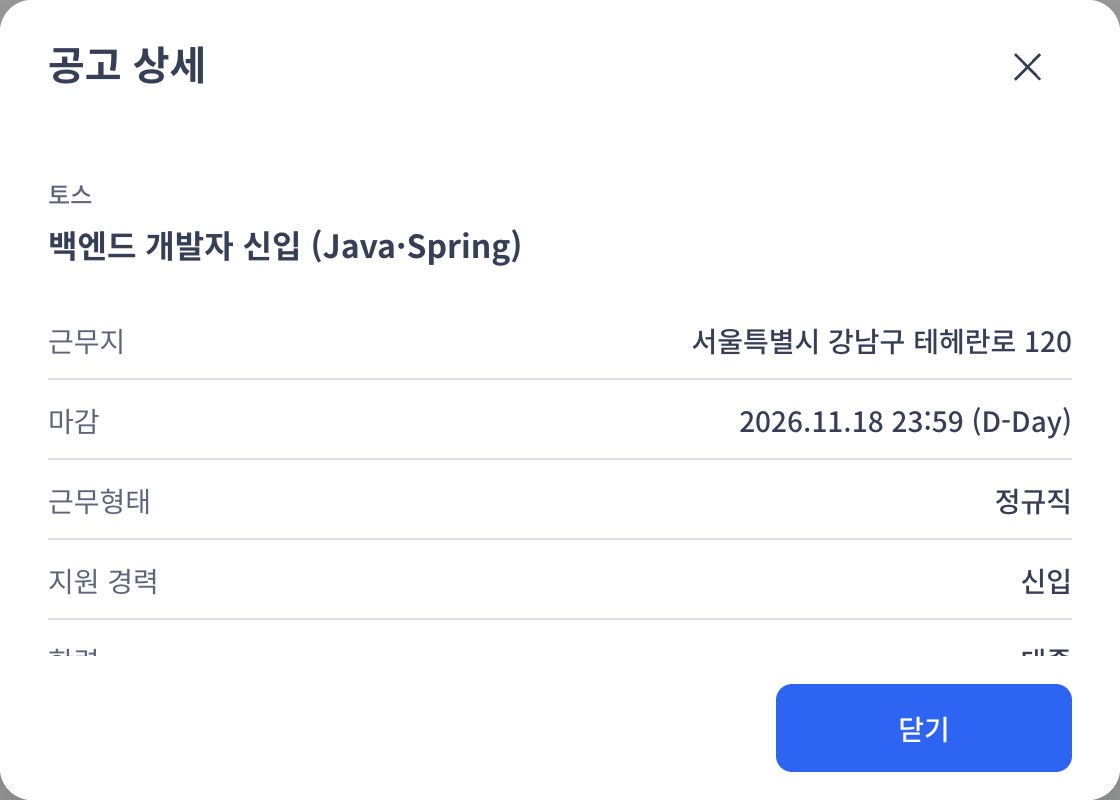 공고 상세
토스
백엔드 개발자 신입 (Java·Spring)
근무지 서울특별시 강남구 테헤란로 120
마감 2026.11.18 23:59 (D-Day)
근무형태 정규직
지원 경력 신입
닫기